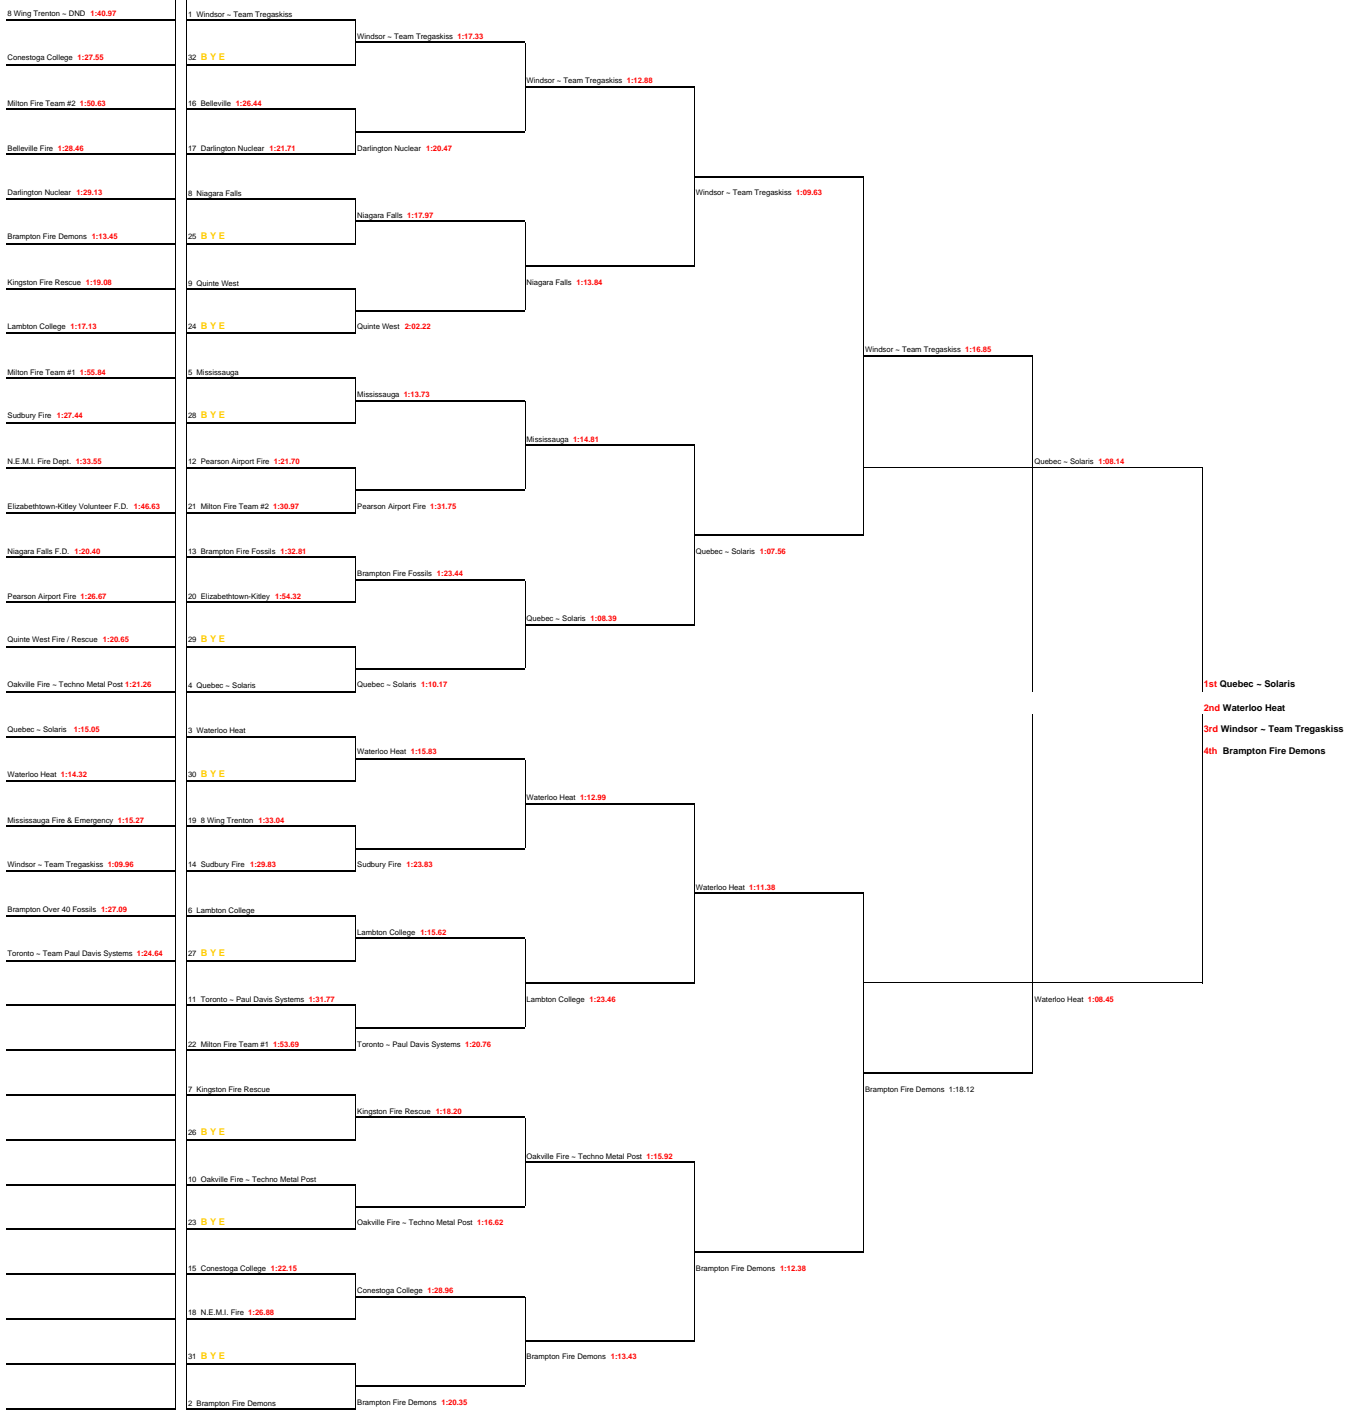 8 Wing Trenton ~ DND 1:40.97
Conestoga College 1:27.55
Milton Fire Team #2 1:50.63
Belleville Fire 1:28.46
Darlington Nuclear 1:29.13
Brampton Fire Demons 1:13.45
Kingston Fire Rescue 1:19.08
Lambton College 1:17.13
Milton Fire Team #1 1:55.84
Sudbury Fire 1:27.44
N.E.M.I. Fire Dept. 1:33.55
Elizabethtown-Kitley Volunteer F.D. 1:46.63
Niagara Falls F.D. 1:20.40
Pearson Airport Fire 1:26.67
Quinte West Fire / Rescue 1:20.65
Oakville Fire ~ Techno Metal Post 1:21.26
Quebec ~ Solaris 1:15.05
Waterloo Heat 1:14.32
Mississauga Fire & Emergency 1:15.27
Windsor ~ Team Tregaskiss 1:09.96
Brampton Over 40 Fossils 1:27.09
Toronto ~ Team Paul Davis Systems 1:24.64
1 Windsor ~ Team Tregaskiss
32 B Y E
16 Belleville 1:26.44
17 Darlington Nuclear 1:21.71
8 Niagara Falls
25 B Y E
9 Quinte West
24 B Y E
5 Mississauga
28 B Y E
12 Pearson Airport Fire 1:21.70
21 Milton Fire Team #2 1:30.97
13 Brampton Fire Fossils 1:32.81
20 Elizabethtown-Kitley 1:54.32
29 B Y E
4 Quebec ~ Solaris
3 Waterloo Heat
30 B Y E
19 8 Wing Trenton 1:33.04
14 Sudbury Fire 1:29.83
6 Lambton College
27 B Y E
11 Toronto ~ Paul Davis Systems 1:31.77
22 Milton Fire Team #1 1:53.69
7 Kingston Fire Rescue
26 B Y E
10 Oakville Fire ~ Techno Metal Post
23 B Y E
15 Conestoga College 1:22.15
18 N.E.M.I. Fire 1:26.88
31 B Y E
2 Brampton Fire Demons
Windsor ~ Team Tregaskiss 1:17.33
Darlington Nuclear 1:20.47
Niagara Falls 1:17.97
Quinte West 2:02.22
Mississauga 1:13.73
Pearson Airport Fire 1:31.75
Brampton Fire Fossils 1:23.44
Quebec ~ Solaris 1:10.17
Waterloo Heat 1:15.83
Sudbury Fire 1:23.83
Lambton College 1:15.62
Toronto ~ Paul Davis Systems 1:20.76
Kingston Fire Rescue 1:18.20
Oakville Fire ~ Techno Metal Post 1:16.62
Conestoga College 1:28.96
Brampton Fire Demons 1:20.35
Windsor ~ Team Tregaskiss 1:12.88
Niagara Falls 1:13.84
Mississauga 1:14.81
Quebec ~ Solaris 1:08.39
Waterloo Heat 1:12.99
Lambton College 1:23.46
Oakville Fire ~ Techno Metal Post 1:15.92
Brampton Fire Demons 1:13.43
Windsor ~ Team Tregaskiss 1:09.63
Quebec ~ Solaris 1:07.56
Waterloo Heat 1:11.38
Brampton Fire Demons 1:12.38
Windsor ~ Team Tregaskiss 1:16.85
Brampton Fire Demons 1:18.12
Quebec ~ Solaris 1:08.14
Waterloo Heat 1:08.45
1st Quebec ~ Solaris
2nd Waterloo Heat
3rd Windsor ~ Team Tregaskiss
4th Brampton Fire Demons